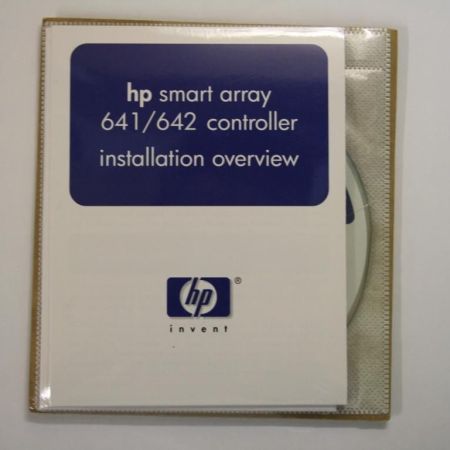 hp smart array
641/642 controller
installation overview
hp ®
invent